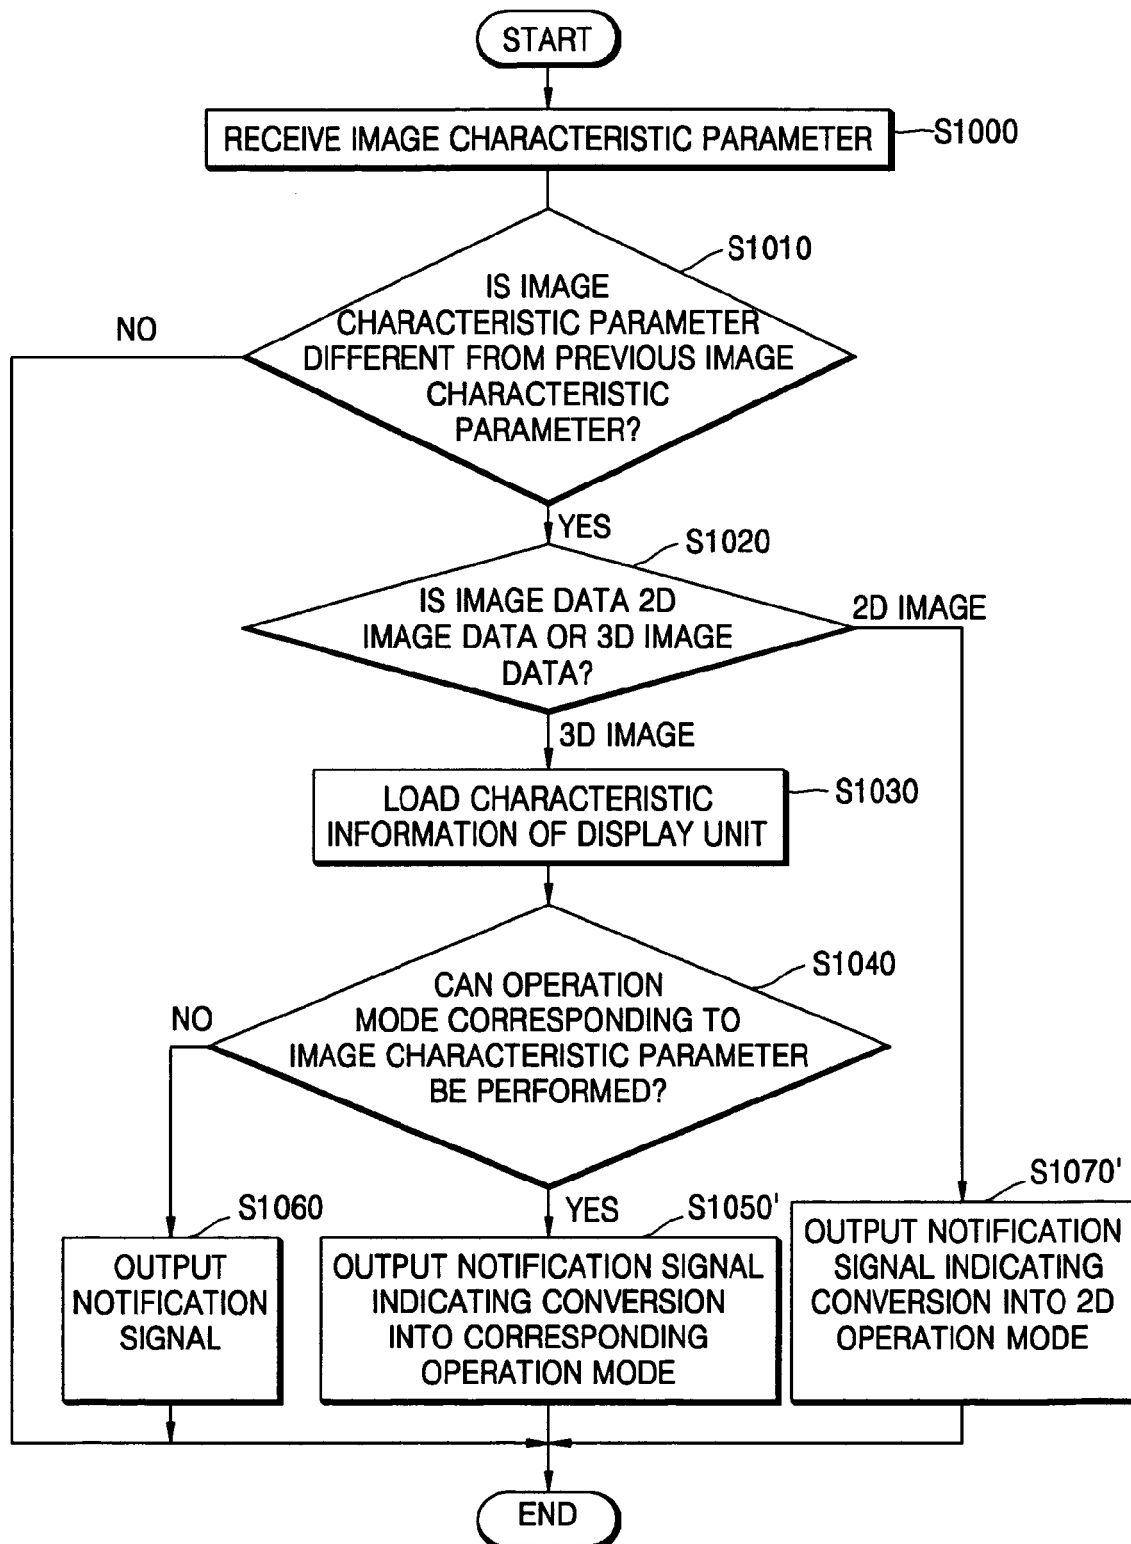 START
RECEIVE IMAGE CHARACTERISTIC PARAMETER
S1000
S1010
IS IMAGE
CHARACTERISTIC PARAMETER
DIFFERENT FROM PREVIOUS IMAGE
CHARACTERISTIC
PARAMETER?
NO
YES
S1020
IS IMAGE DATA 2D
IMAGE DATA OR 3D IMAGE
DATA?
2D IMAGE
3D IMAGE
LOAD CHARACTERISTIC
INFORMATION OF DISPLAY UNIT
S1030
S1040
CAN OPERATION
MODE CORRESPONDING TO
IMAGE CHARACTERISTIC PARAMETER
BE PERFORMED?
NO
YES
S1060
OUTPUT
NOTIFICATION
SIGNAL
S1050'
OUTPUT NOTIFICATION SIGNAL
INDICATING CONVERSION
INTO CORRESPONDING
OPERATION MODE
S1070'
OUTPUT NOTIFICATION
SIGNAL INDICATING
CONVERSION INTO 2D
OPERATION MODE
END